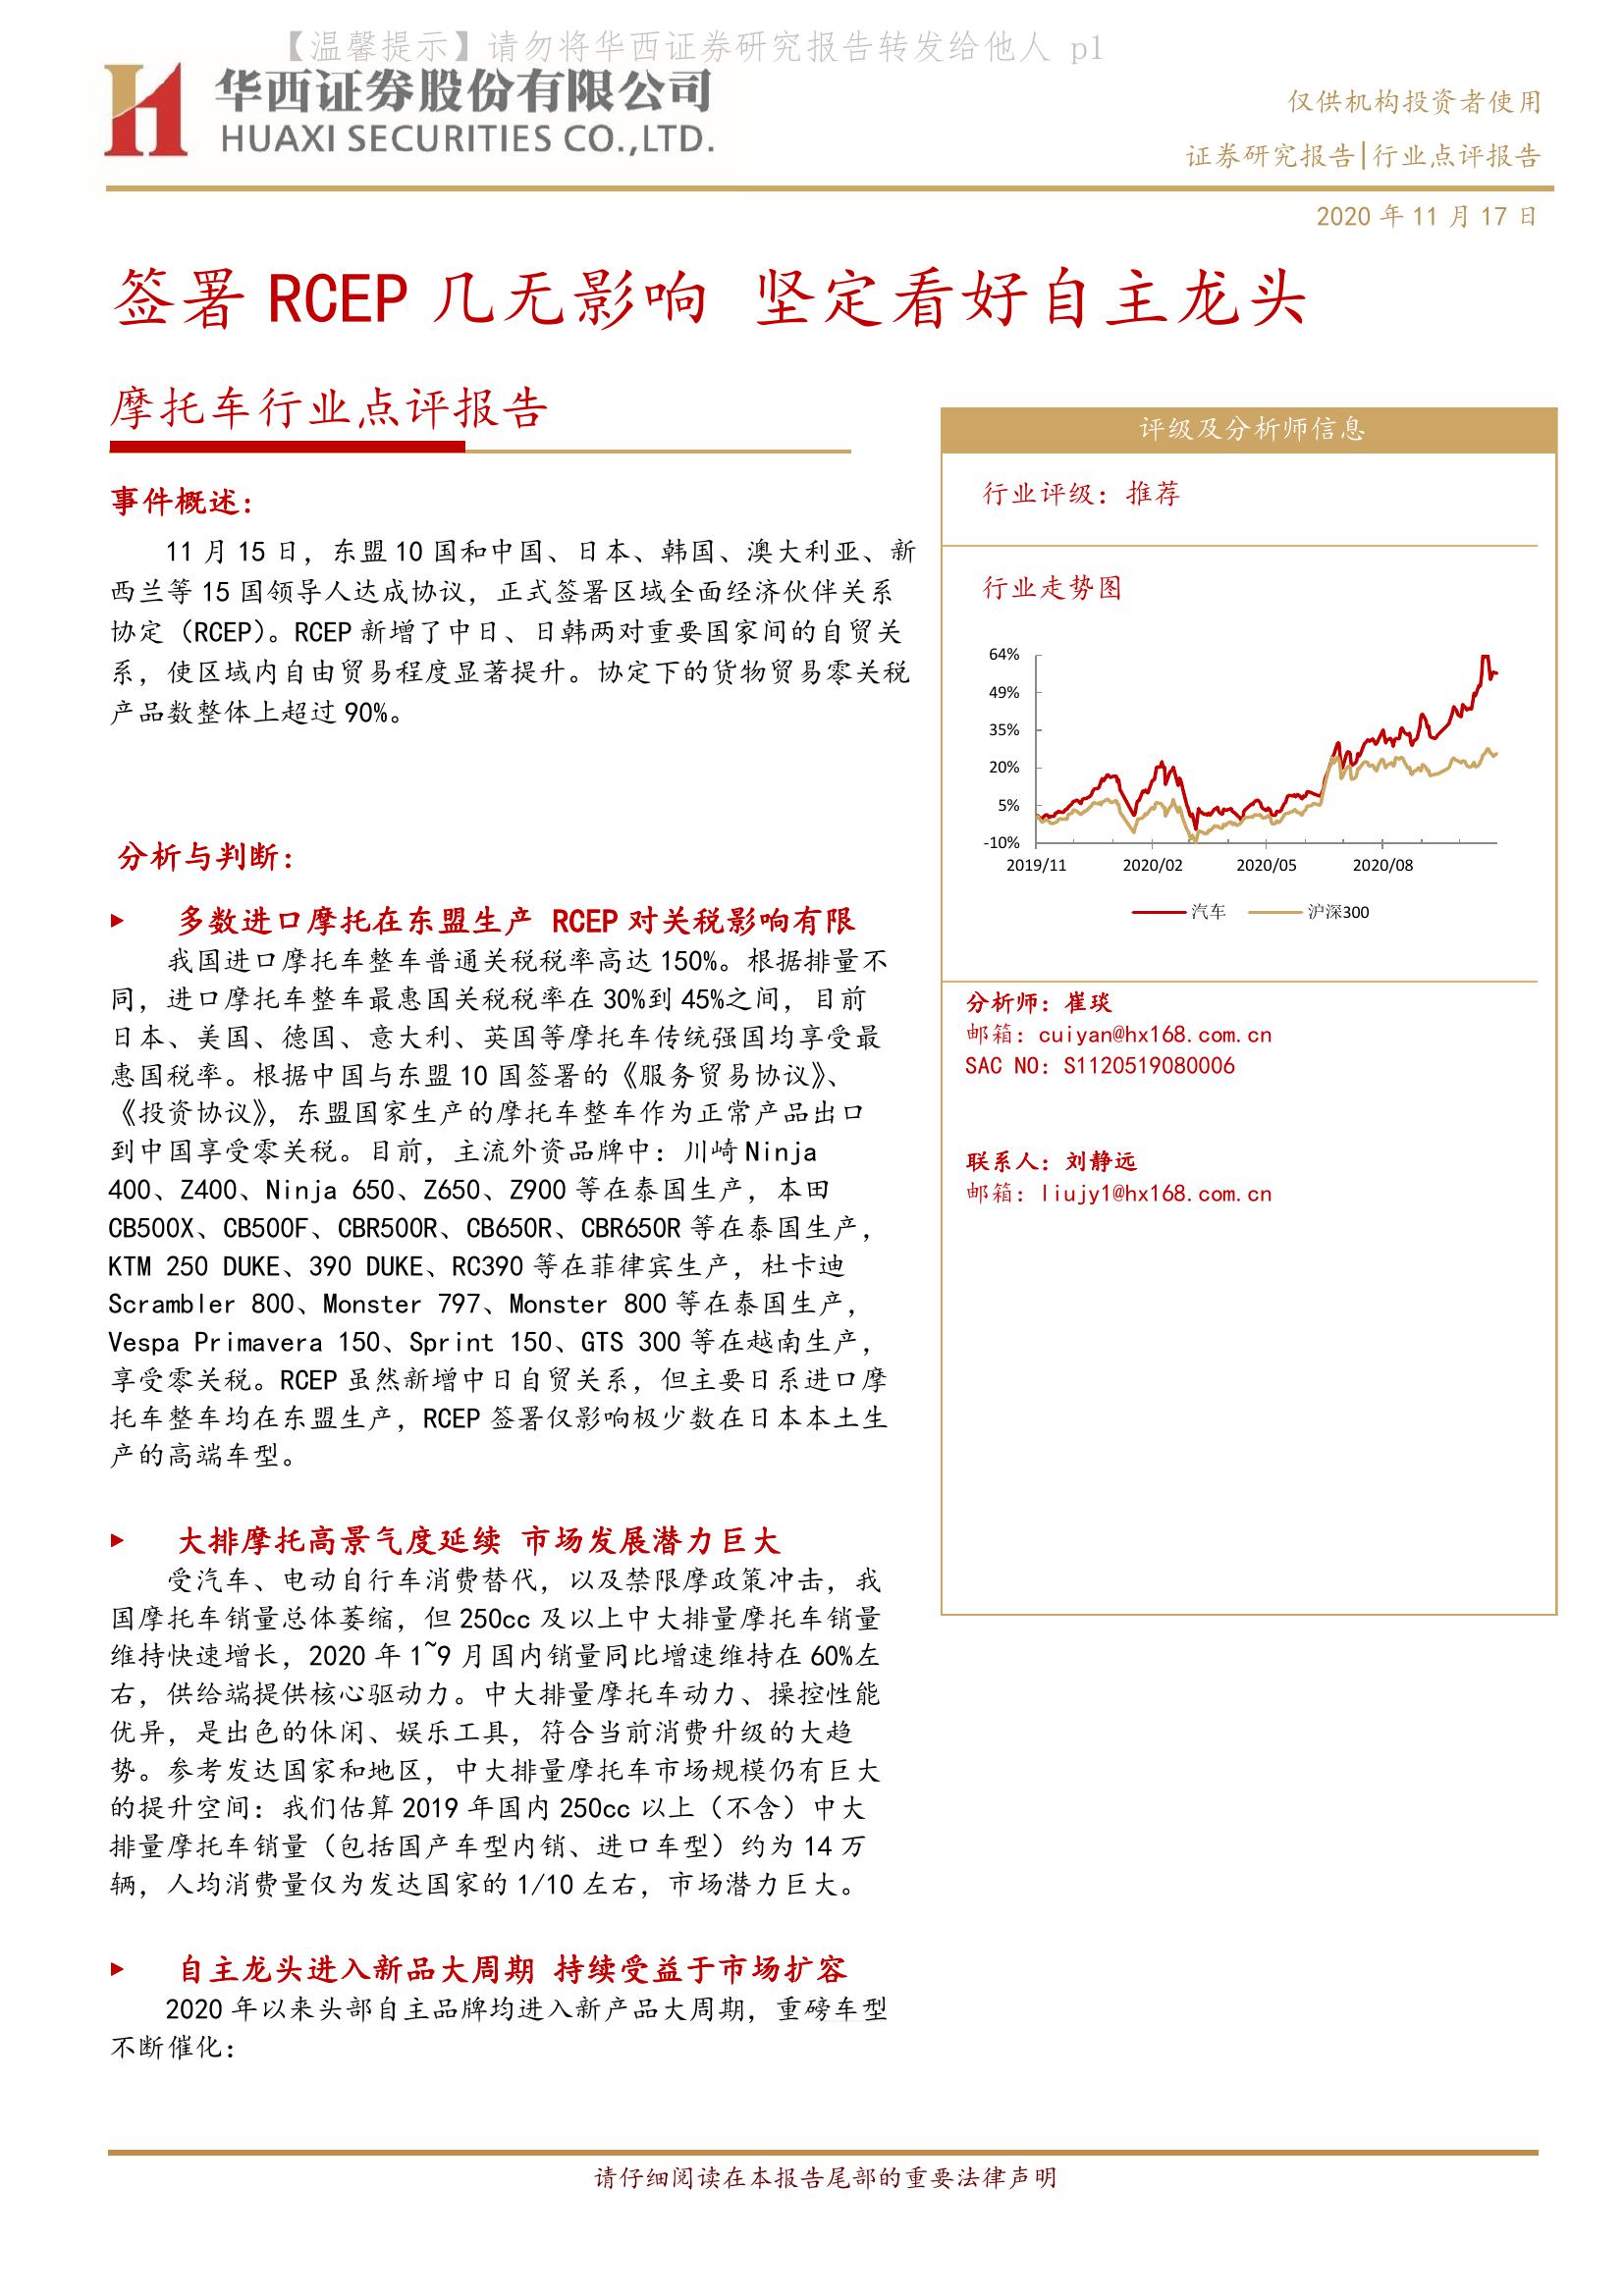 【温馨提示】请勿将华西证券研究报告转发给他人 p1
华西证券股份有限公司
HUAXI SECURITIES CO.,LTD.
仅供机构投资者使用
证券研究报告|行业点评报告
2020 年 11 月 17 日
签署 RCEP 几无影响 坚定看好自主龙头
摩托车行业点评报告
事件概述：
11 月 15 日，东盟 10 国和中国、日本、韩国、澳大利亚、新
西兰等 15 国领导人达成协议，正式签署区域全面经济伙伴关系
协定（RCEP）。RCEP 新增了中日、日韩两对重要国家间的自贸关
系，使区域内自由贸易程度显著提升。协定下的货物贸易零关税
产品数整体上超过 90%。
分析与判断：
多数进口摩托在东盟生产 RCEP 对关税影响有限
我国进口摩托车整车普通关税税率高达 150%。根据排量不
同，进口摩托车整车最惠国关税税率在 30%到 45%之间，目前
日本、美国、德国、意大利、英国等摩托车传统强国均享受最
惠国税率。根据中国与东盟 10 国签署的《服务贸易协议》、
《投资协议》，东盟国家生产的摩托车整车作为正常产品出口
到中国享受零关税。目前，主流外资品牌中：川崎 Ninja
400、Z400、Ninja 650、Z650、Z900 等在泰国生产，本田
CB500X、CB500F、CBR500R、CB650R、CBR650R 等在泰国生产，
KTM 250 DUKE、390 DUKE、RC390 等在菲律宾生产，杜卡迪
Scrambler 800、Monster 797、Monster 800 等在泰国生产，
Vespa Primavera 150、Sprint 150、GTS 300 等在越南生产，
享受零关税。RCEP 虽然新增中日自贸关系，但主要日系进口摩
托车整车均在东盟生产，RCEP 签署仅影响极少数在日本本土生
产的高端车型。
大排摩托高景气度延续 市场发展潜力巨大
受汽车、电动自行车消费替代，以及禁限摩政策冲击，我
国摩托车销量总体萎缩，但 250cc 及以上中大排量摩托车销量
维持快速增长，2020 年 1~9 月国内销量同比增速维持在 60%左
右，供给端提供核心驱动力。中大排量摩托车动力、操控性能
优异，是出色的休闲、娱乐工具，符合当前消费升级的大趋
势。参考发达国家和地区，中大排量摩托车市场规模仍有巨大
的提升空间：我们估算 2019 年国内 250cc 以上（不含）中大
排量摩托车销量（包括国产车型内销、进口车型）约为 14 万
辆，人均消费量仅为发达国家的 1/10 左右，市场潜力巨大。
自主龙头进入新品大周期 持续受益于市场扩容
2020 年以来头部自主品牌均进入新产品大周期，重磅车型
不断催化：
评级及分析师信息
行业评级：推荐
行业走势图
64%
49%
35%
20%
5%
-10%
2019/11 2020/02 2020/05 2020/08
汽车 沪深300
分析师：崔琰
邮箱：cuiyan@hx168.com.cn
SAC NO：S1120519080006
联系人：刘静远
邮箱：liujy1@hx168.com.cn
请仔细阅读在本报告尾部的重要法律声明